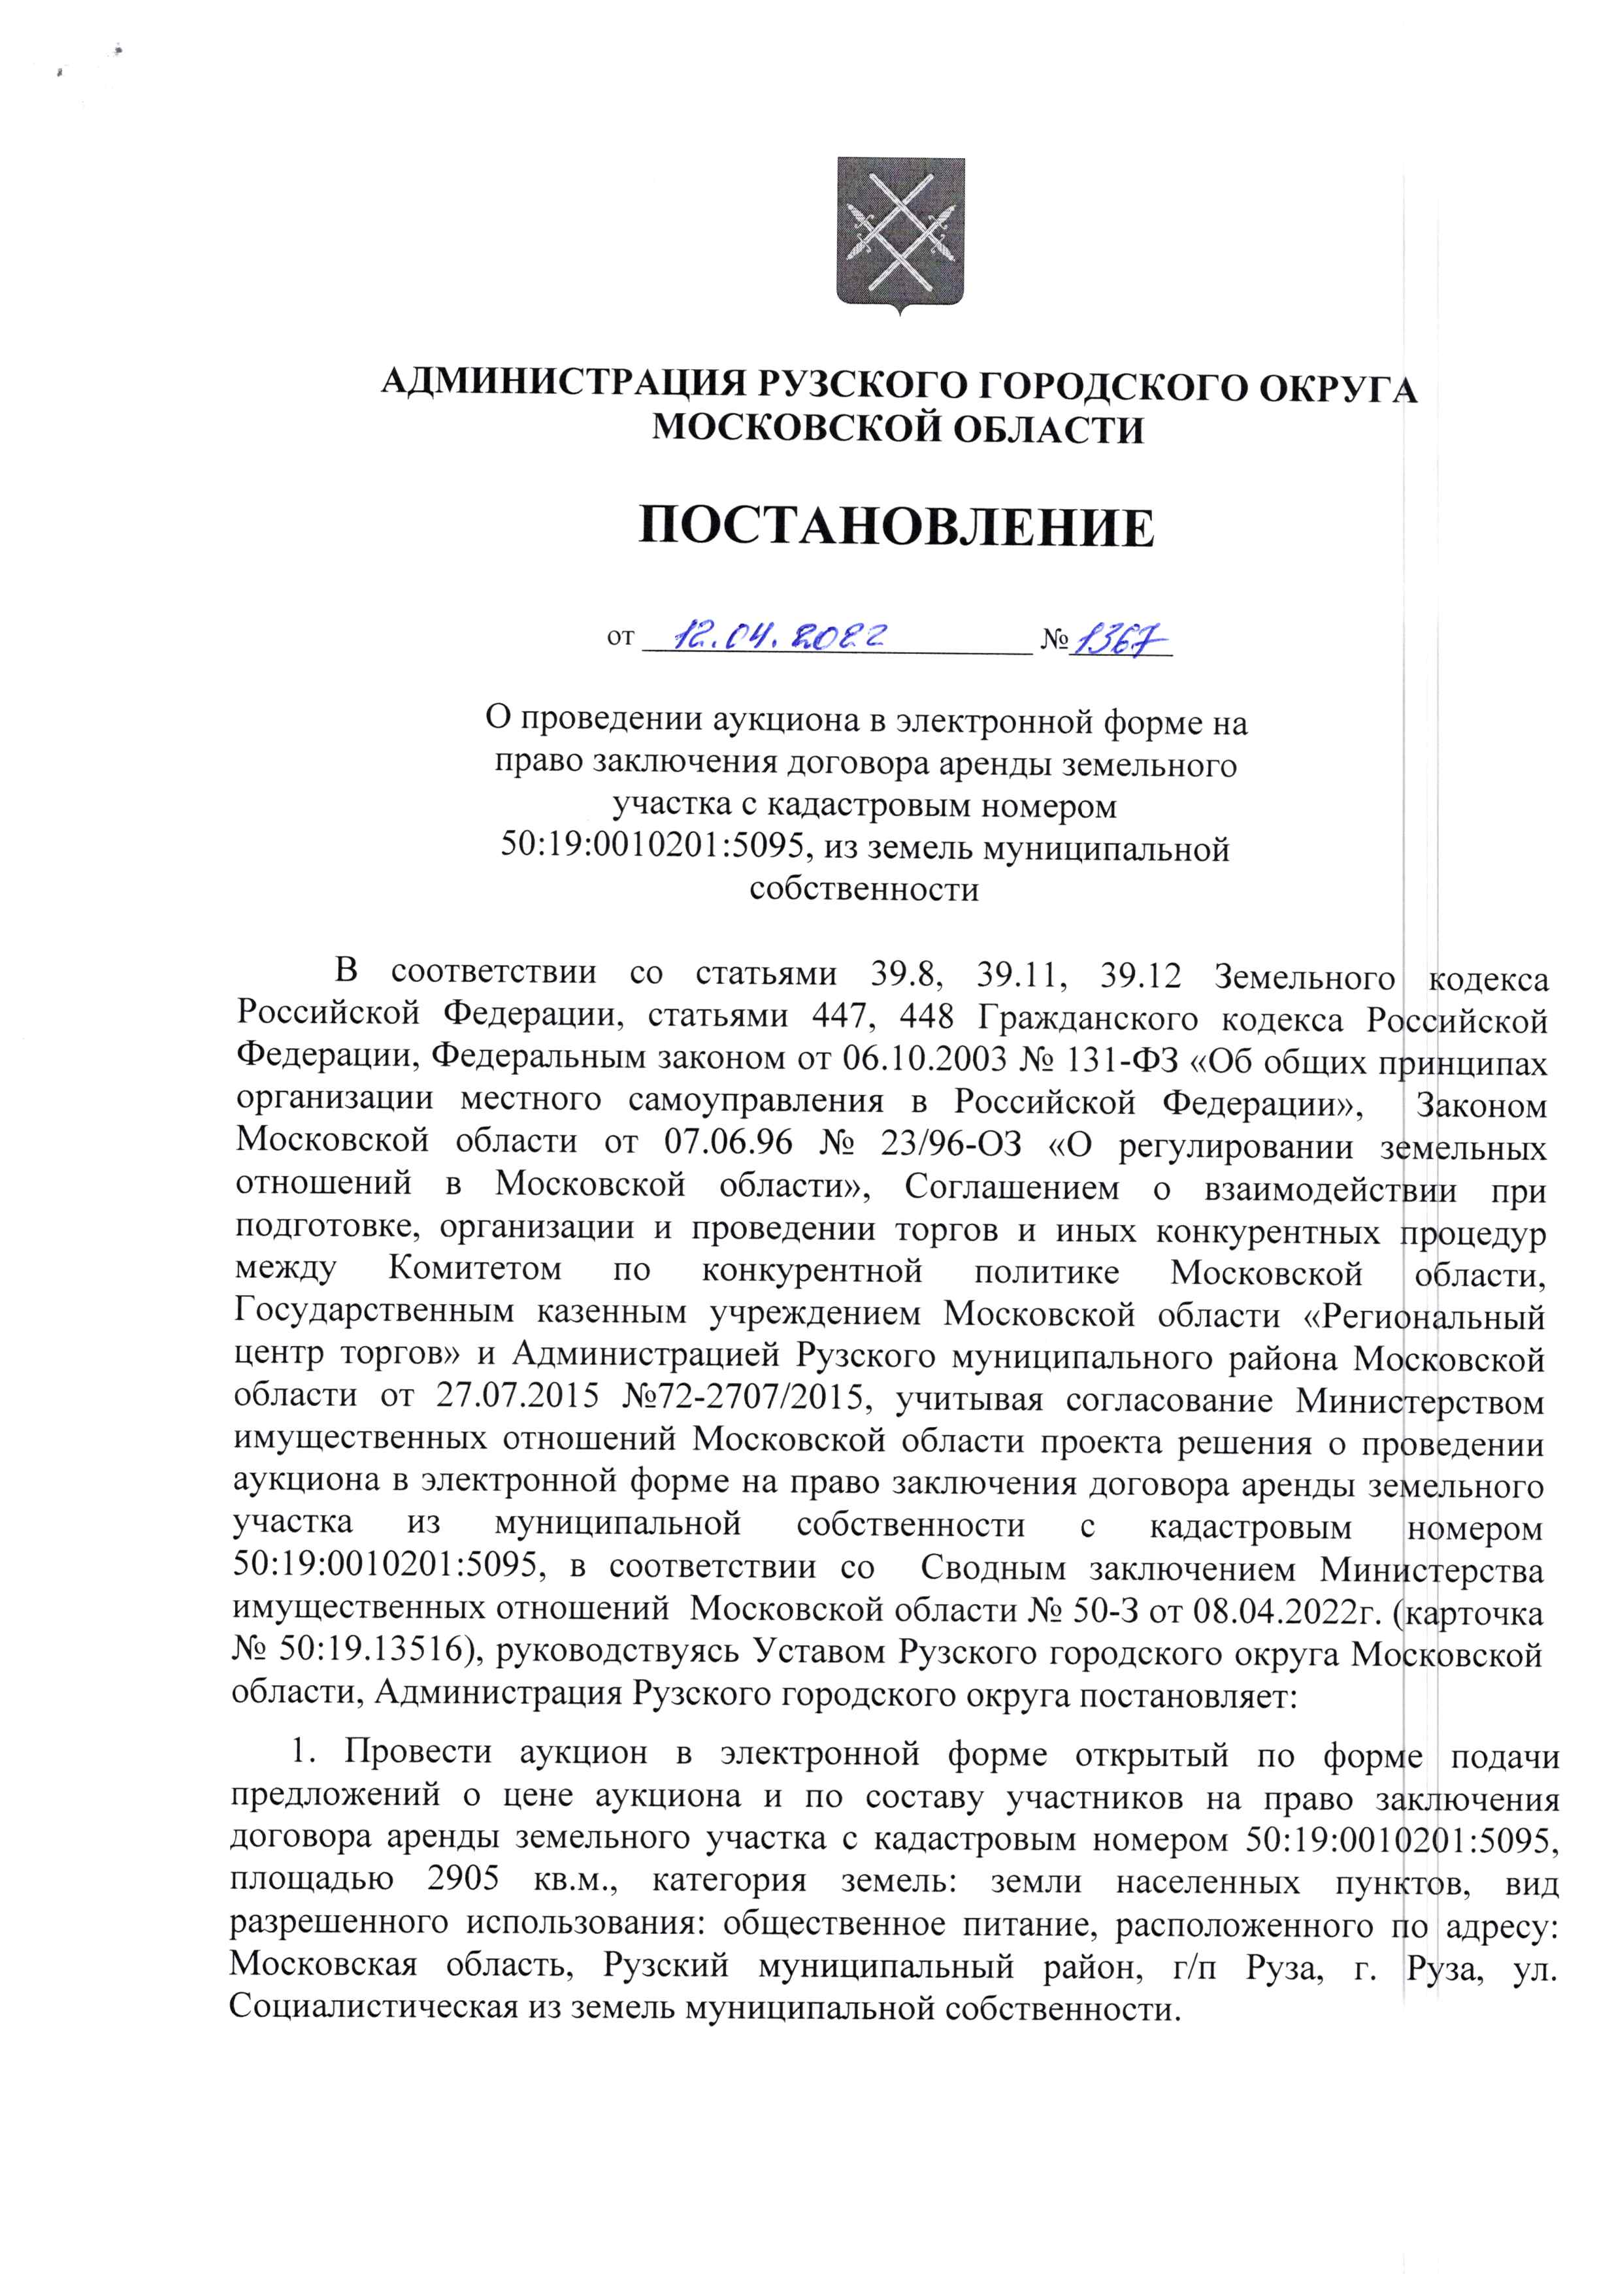 АДМИНИСТРАЦИЯ РУЗСКОГО ГОРОДСКОГО ОКРУГА
МОСКОВСКОЙ ОБЛАСТИ
ПОСТАНОВЛЕНИЕ
от 12.04.2022 № 1367
О проведении аукциона в электронной форме на
право заключения договора аренды земельного
участка с кадастровым номером
50:19:0010201:5095, из земель муниципальной
собственности
В соответствии со статьями 39.8, 39.11, 39.12 Земельного кодекса
Российской Федерации, статьями 447, 448 Гражданского кодекса Российской
Федерации, Федеральным законом от 06.10.2003 № 131-ФЗ «Об общих принципах
организации местного самоуправления в Российской Федерации», Законом
Московской области от 07.06.96 № 23/96-ОЗ «О регулировании земельных
отношений в Московской области», Соглашением о взаимодействии при
подготовке, организации и проведении торгов и иных конкурентных процедур
между Комитетом по конкурентной политике Московской области,
Государственным казенным учреждением Московской области «Региональный
центр торгов» и Администрацией Рузского муниципального района Московской
области от 27.07.2015 №72-2707/2015, учитывая согласование Министерством
имущественных отношений Московской области проекта решения о проведении
аукциона в электронной форме на право заключения договора аренды земельного
участка из муниципальной собственности с кадастровым номером
50:19:0010201:5095, в соответствии со Сводным заключением Министерства
имущественных отношений Московской области № 50-З от 08.04.2022г. (карточка
№ 50:19.13516), руководствуясь Уставом Рузского городского округа Московской
области, Администрация Рузского городского округа постановляет:
1. Провести аукцион в электронной форме открытый по форме подачи
предложений о цене аукциона и по составу участников на право заключения
договора аренды земельного участка с кадастровым номером 50:19:0010201:5095,
площадью 2905 кв.м., категория земель: земли населенных пунктов, вид
разрешенного использования: общественное питание, расположенного по адресу:
Московская область, Рузский муниципальный район, г/п Руза, г. Руза, ул.
Социалистическая из земель муниципальной собственности.